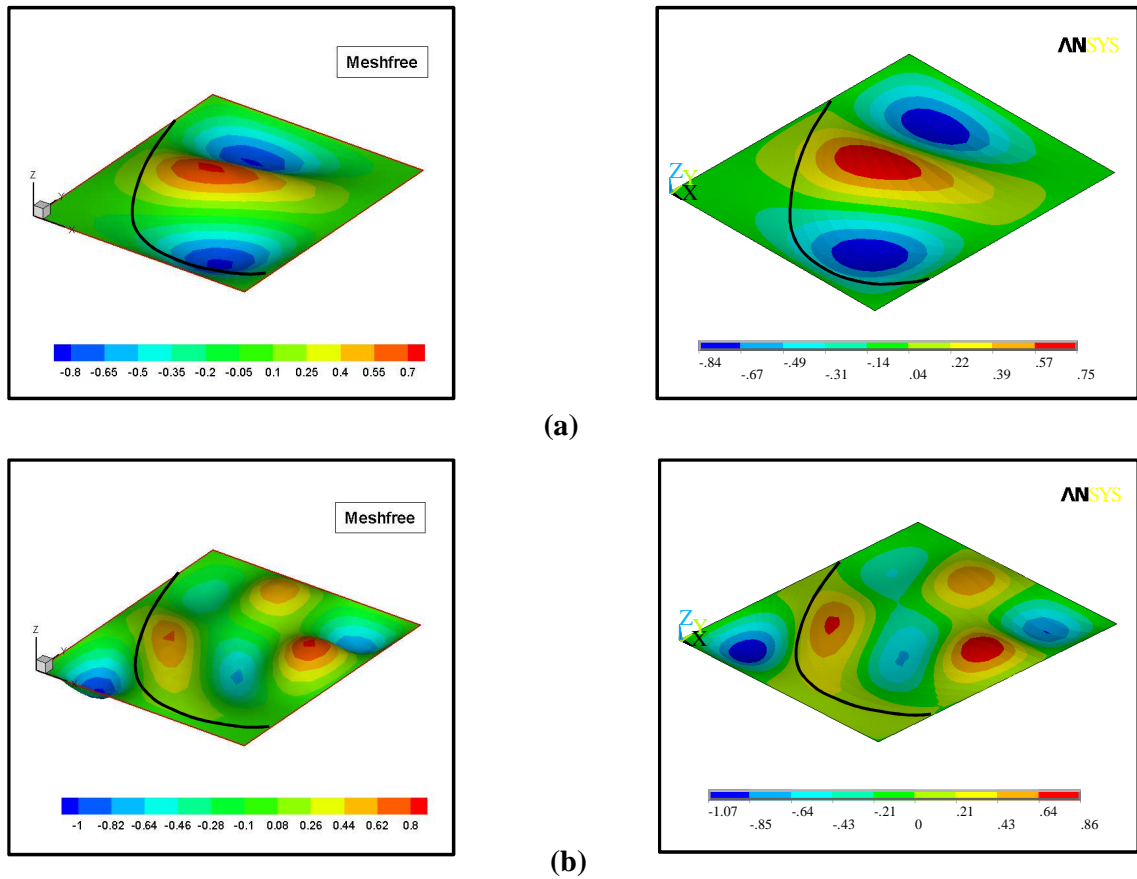 Meshfree
ANSYS
Z
Y
X
Z
Y
X
-0.8 -0.65 -0.5 -0.35 -0.2 -0.05 0.1 0.25 0.4 0.55 0.7
-.84 -.49 -.14 .22 .57
-.67 -.31 .04 .39 .75
(a)
Meshfree
ANSYS
Z
Y
X
Z
Y
X
-1 -0.82 -0.64 -0.46 -0.28 -0.1 0.08 0.26 0.44 0.62 0.8
-1.07 -.64 -.21 .21 .64
-.85 -.43 0 .43 .86
(b)